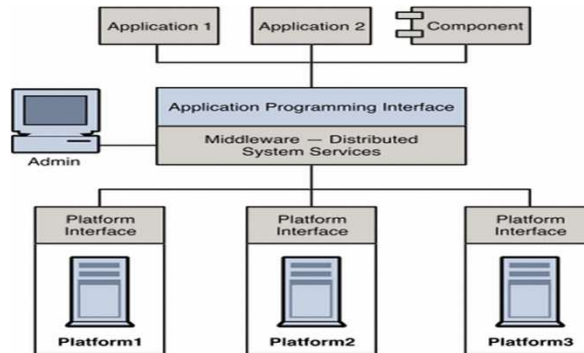 Application 1
Application 2
Component
Application Programming Interface
Middleware — Distributed
System Services
Admin
Platform
Interface
Platform
Interface
Platform
Interface
Platform1
Platform2
Platform3